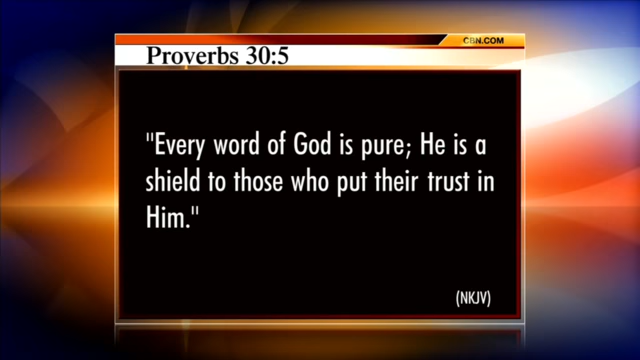 CBN.COM
Proverbs 30:5
"Every word of God is pure; He is a
shield to those who put their trust in
Him."
(NKJV)